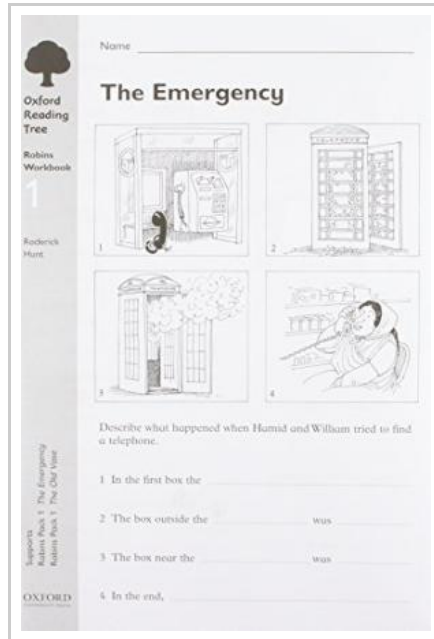 Oxford
Reading
Tree
Robins
Workbook
1
Roderick
Hunt
Supports
Robins Pack 1 The Emergency
Robins Pack 1 The Old Vase
OXFORD
Name
The Emergency
TELEPHONE
1
2
3
4
Describe what happened when Hamid and William tried to find
a telephone.
1 In the first box the
2 The box outside the was
3 The box near the was
4 In the end,